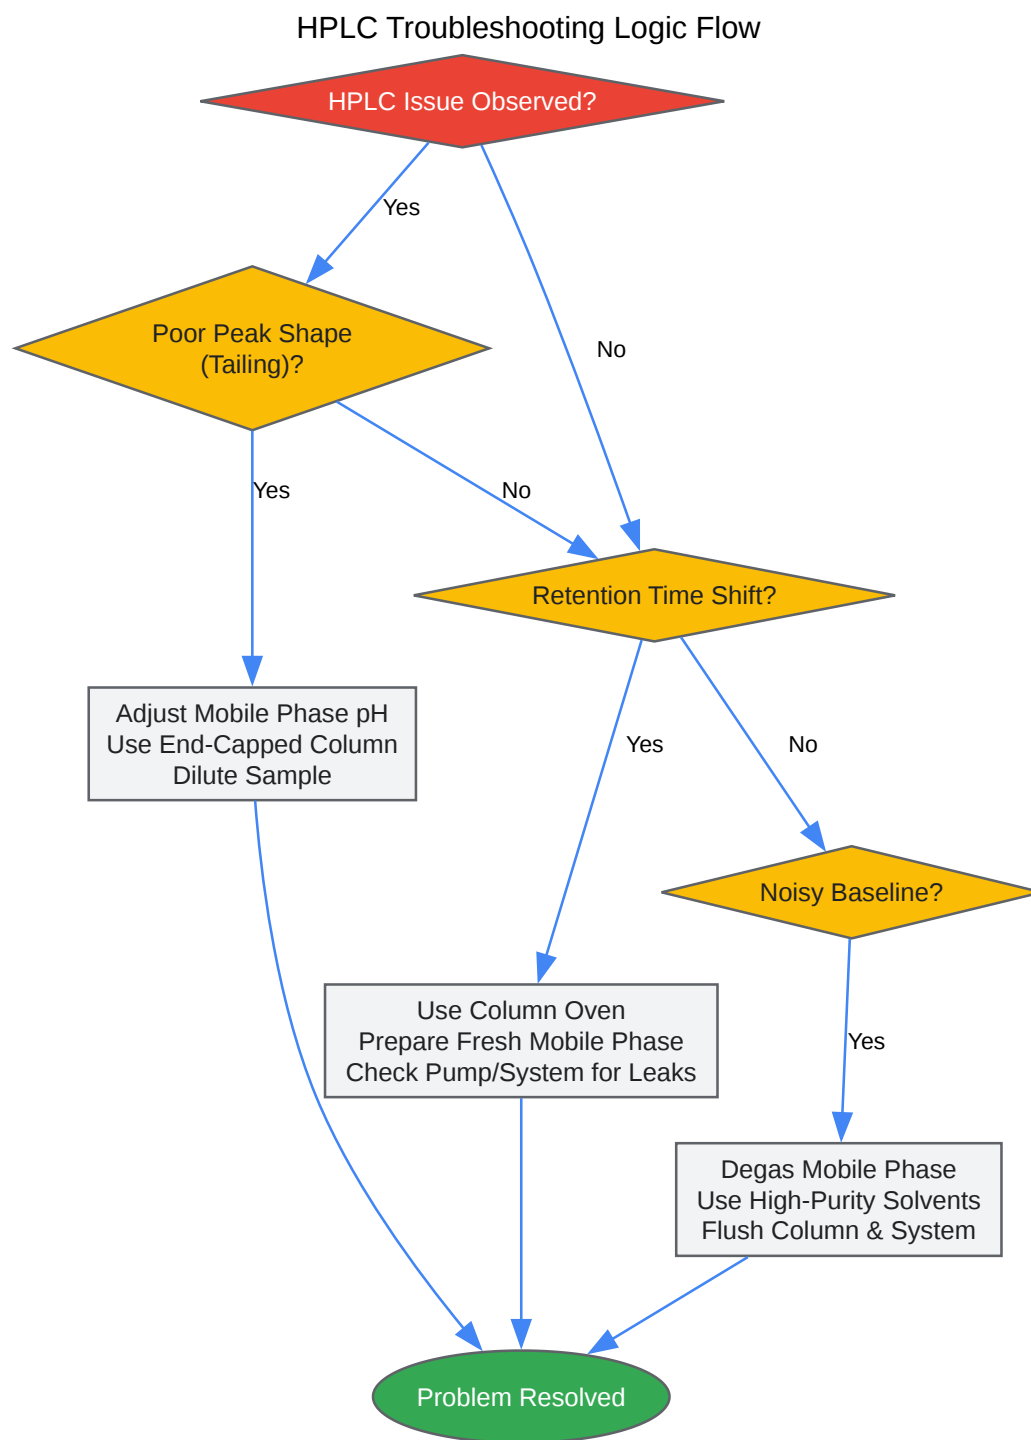 HPLC Troubleshooting Logic Flow
HPLC Issue Observed?
Yes
No
Poor Peak Shape
(Tailing)?
Yes
No
Retention Time Shift?
Yes
No
Adjust Mobile Phase pH
Use End-Capped Column
Dilute Sample
Noisy Baseline?
Yes
Use Column Oven
Prepare Fresh Mobile Phase
Check Pump/System for Leaks
Degas Mobile Phase
Use High-Purity Solvents
Flush Column & System
Problem Resolved